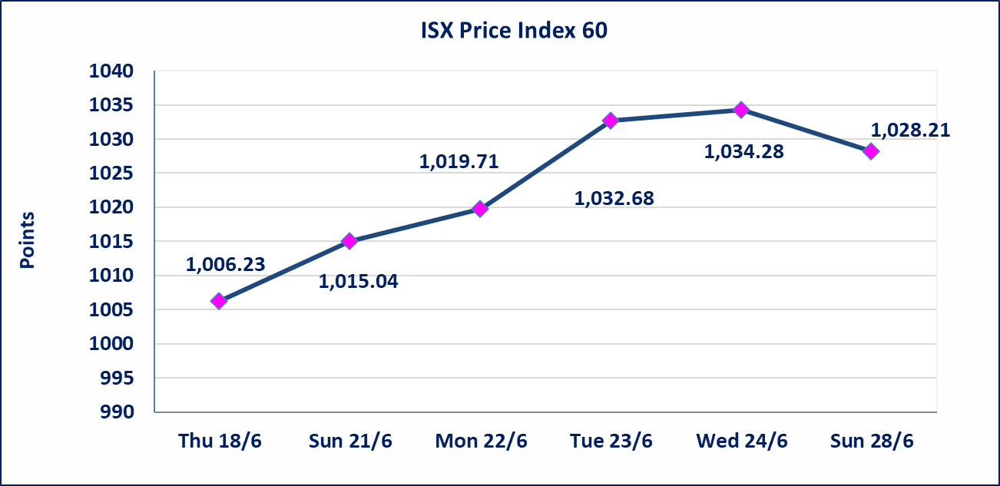 ISX Price Index 60
Points
1040
1035
1030
1025
1020
1015
1010
1005
1000
995
990
1,006.23
1,015.04
1,019.71
1,032.68
1,034.28
1,028.21
Thu 18/6
Sun 21/6
Mon 22/6
Tue 23/6
Wed 24/6
Sun 28/6